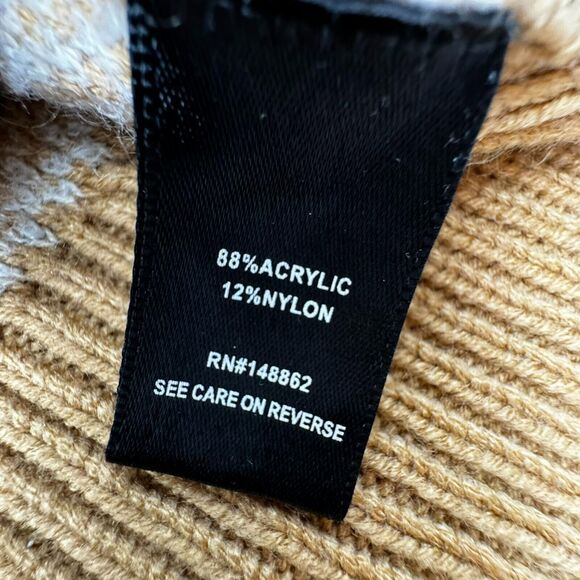 88%ACRYLIC
12%NYLON
RN#148862
SEE CARE ON REVERSE